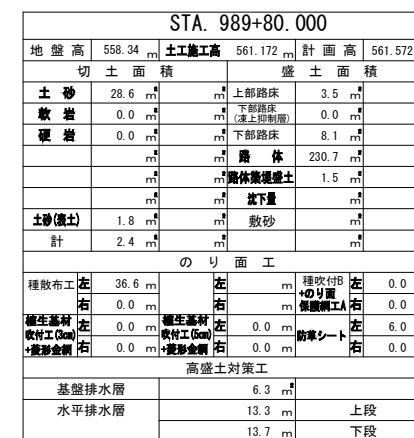 STA. 989+80.000
地 盤 高 558.34 m 土工施工高 561.172 m 計 画 高 561.572
切 土 面 積 盛 土 面 積
土 砂 28.6 ㎡ ㎡ 上部路床 3.5 ㎡
軟 岩 0.0 ㎡ ㎡ 下部路床(凍上抑制層) 0.0 ㎡
硬 岩 0.0 ㎡ ㎡ 下部路床 8.1 ㎡
㎡ ㎡ 路 体 230.7 ㎡
㎡ ㎡ 路体築堤盛土 1.5 ㎡
㎡ ㎡ 沈下量 ㎡
土砂(表土) 1.8 ㎡ ㎡ 敷砂 ㎡
計 2.4 ㎡ ㎡ ㎡
の り 面 工
種散布工 左 36.6 m 左 m 種吹付B+のり面保護網工A 左 0.0
右 0.0 m 右 m 右 0.0
植生基材吹付工(3cm)+菱形金網 左 0.0 m 植生基材吹付工(5cm)+菱形金網 左 0.0 m 防草シート 左 6.0
右 0.0 m 右 0.0 m 右 0.0
高盛土対策工
基盤排水層 6.3 ㎡
水平排水層 13.3 m 上段
13.7 m 下段